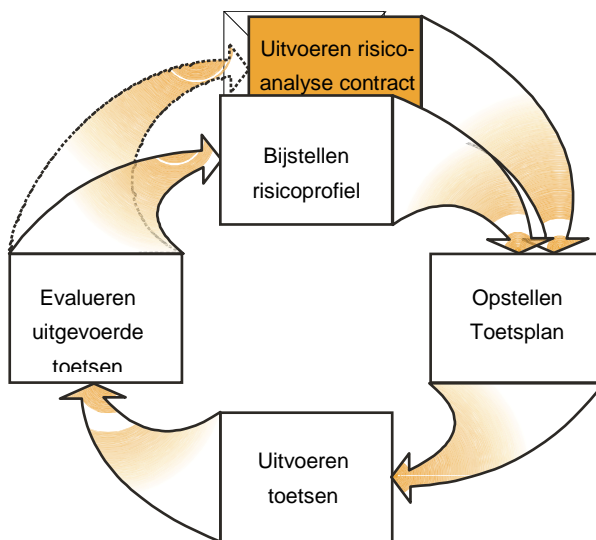 Uitvoeren risico-
analyse contract
Bijstellen
risicoprofiel
Evalueren
uitgevoerde
toetsen
Opstellen
Toetsplan
Uitvoeren
toetsen